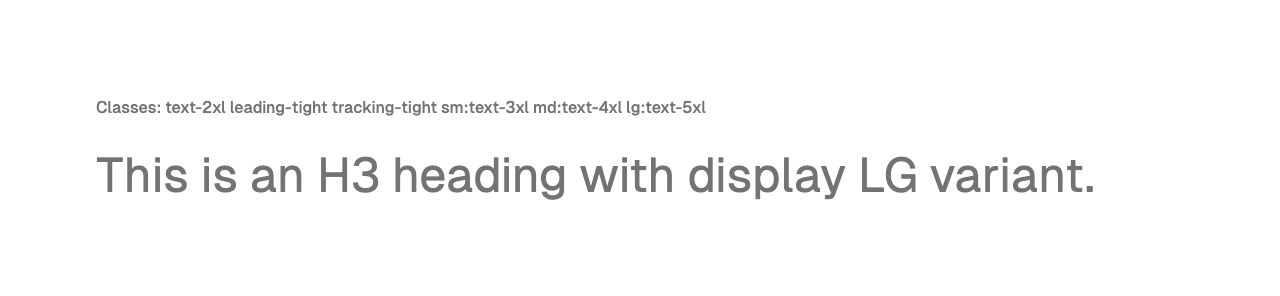 Classes: text-2xl leading-tight tracking-tight sm:text-3xl md:text-4xl lg:text-5xl
This is an H3 heading with display LG variant.